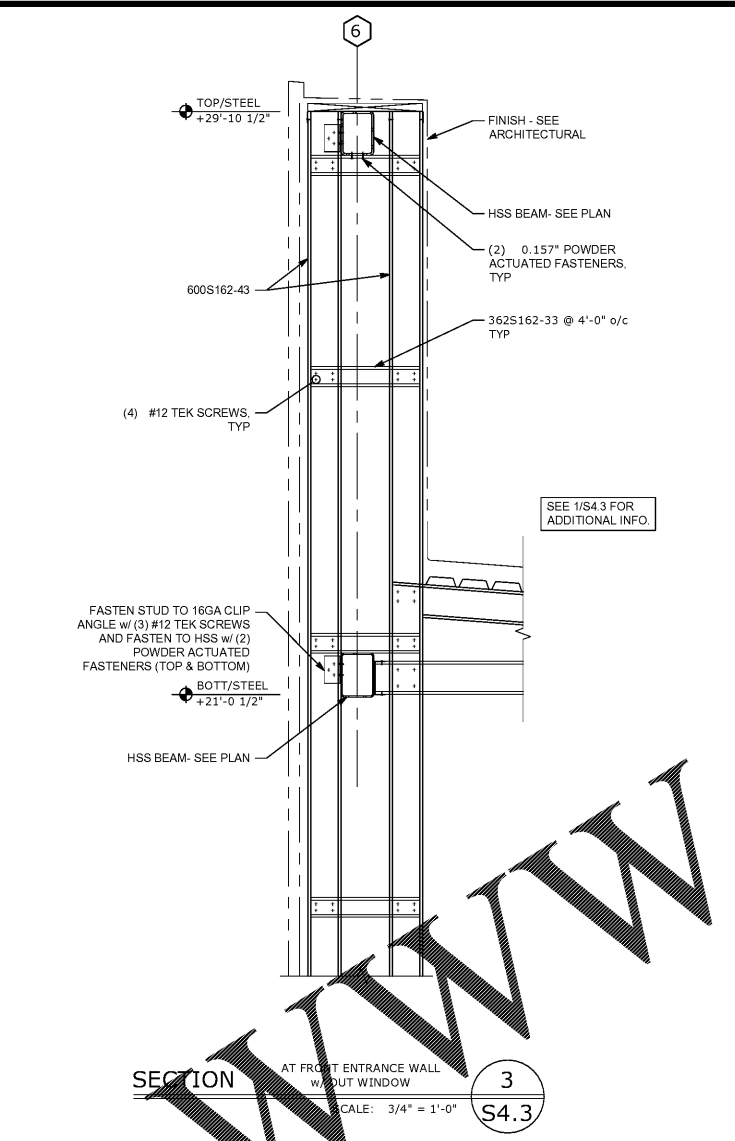 6
TOP/STEEL
+29'-10 1/2"
FINISH - SEE
ARCHITECTURAL
HSS BEAM- SEE PLAN
(2) 0.157" POWDER
ACTUATED FASTENERS,
TYP
600S162-43
362S162-33 @ 4'-0" o/c
TYP
(4) #12 TEK SCREWS,
TYP
SEE 1/S4.3 FOR
ADDITIONAL INFO.
FASTEN STUD TO 16GA CLIP
ANGLE w/ (3) #12 TEK SCREWS
AND FASTEN TO HSS w/ (2)
POWDER ACTUATED
FASTENERS (TOP & BOTTOM)
BOTT/STEEL
+21'-0 1/2"
HSS BEAM- SEE PLAN
WWW
SECTION
AT FRONT ENTRANCE WALL
w/ OUT WINDOW
SCALE: 3/4" = 1'-0"
3
S4.3